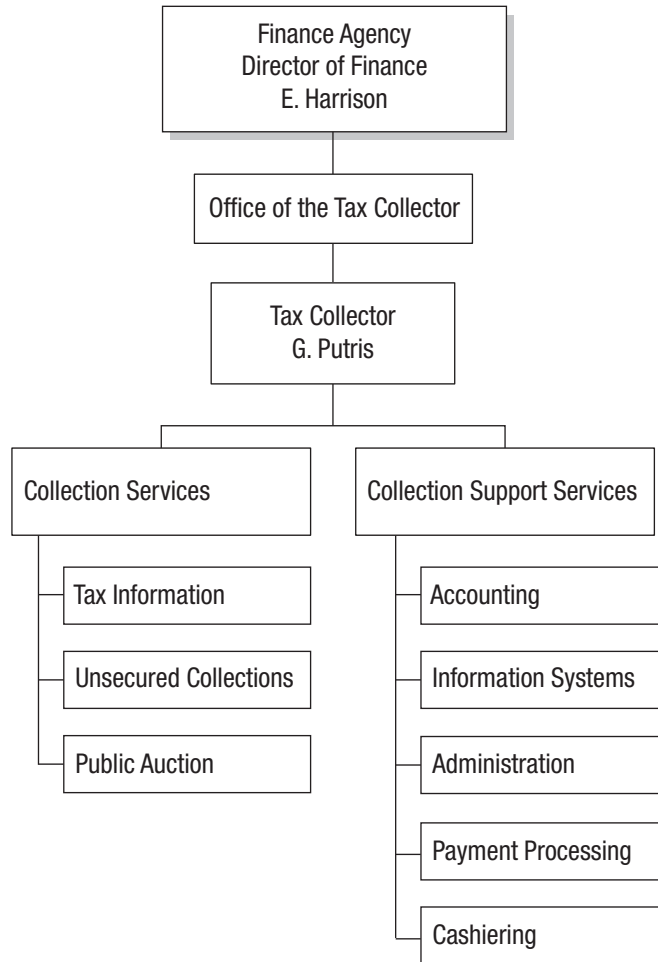 Finance Agency
Director of Finance
E. Harrison
Office of the Tax Collector
Tax Collector
G. Putris
Collection Services
Tax Information
Unsecured Collections
Public Auction
Collection Support Services
Accounting
Information Systems
Administration
Payment Processing
Cashiering